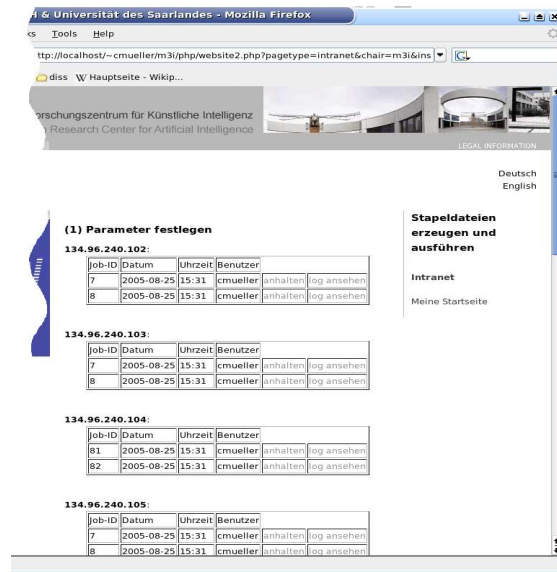 H & Universität des Saarlandes - Mozilla Firefox
ks Tools Help
ttp://localhost/~cmueller/m3i/php/website2.php?pagetype=intranet&chair=m3i&ins
diss W Hauptseite - Wikip...
orschungszentrum für Künstliche Intelligenz
Research Center for Artificial Intelligence
LEGAL INFORMATION
Deutsch
English
Stapeldateien
erzeugen und
ausführen
Intranet
Meine Startseite
(1) Parameter festlegen
134.96.240.102:
Job-ID Datum Uhrzeit Benutzer
7 2005-08-25 15:31 cmueller anhalten log ansehen
8 2005-08-25 15:31 cmueller anhalten log ansehen
134.96.240.103:
Job-ID Datum Uhrzeit Benutzer
7 2005-08-25 15:31 cmueller anhalten log ansehen
8 2005-08-25 15:31 cmueller anhalten log ansehen
134.96.240.104:
Job-ID Datum Uhrzeit Benutzer
81 2005-08-25 15:31 cmueller anhalten log ansehen
82 2005-08-25 15:31 cmueller anhalten log ansehen
134.96.240.105:
Job-ID Datum Uhrzeit Benutzer
7 2005-08-25 15:31 cmueller anhalten log ansehen
8 2005-08-25 15:31 cmueller anhalten log ansehen